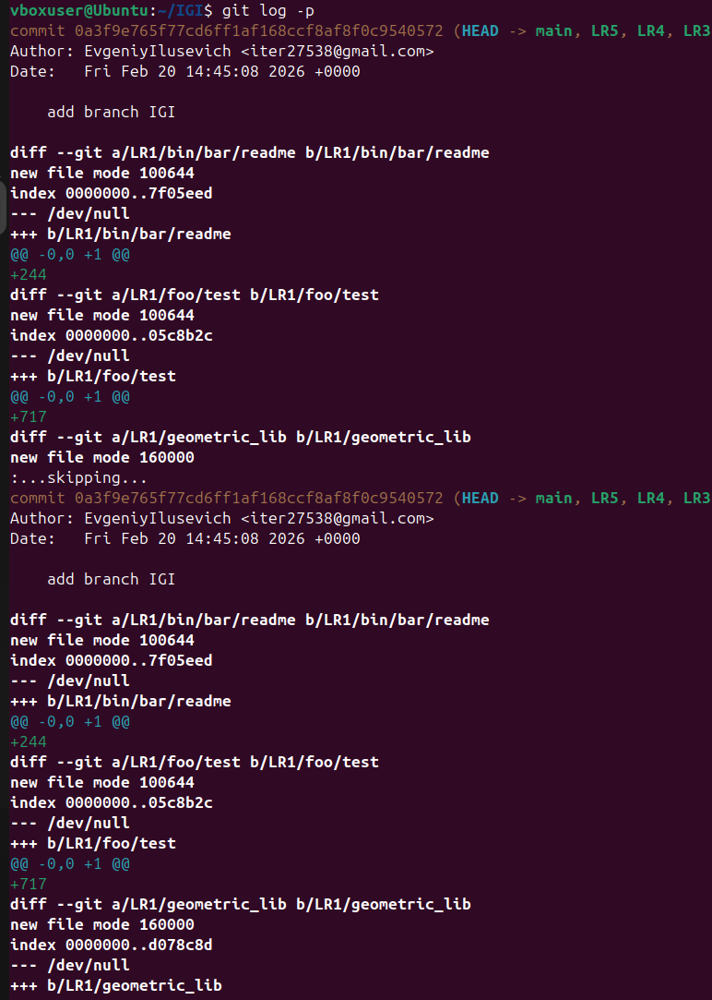 vboxuser@Ubuntu:~/IGI$ git log -p
commit 0a3f9e765f77cd6ff1af168ccf8af8f0c9540572 (HEAD -> main, LR5, LR4, LR3
Author: EvgeniyIlusevich <iter27538@gmail.com>
Date:   Fri Feb 20 14:45:08 2026 +0000
    add branch IGI
diff --git a/LR1/bin/bar/readme b/LR1/bin/bar/readme
new file mode 100644
index 0000000..7f05eed
--- /dev/null
+++ b/LR1/bin/bar/readme
@@ -0,0 +1 @@
+244
diff --git a/LR1/foo/test b/LR1/foo/test
new file mode 100644
index 0000000..05c8b2c
--- /dev/null
+++ b/LR1/foo/test
@@ -0,0 +1 @@
+717
diff --git a/LR1/geometric_lib b/LR1/geometric_lib
new file mode 160000
:...skipping...
commit 0a3f9e765f77cd6ff1af168ccf8af8f0c9540572 (HEAD -> main, LR5, LR4, LR3
Author: EvgeniyIlusevich <iter27538@gmail.com>
Date:   Fri Feb 20 14:45:08 2026 +0000
    add branch IGI
diff --git a/LR1/bin/bar/readme b/LR1/bin/bar/readme
new file mode 100644
index 0000000..7f05eed
--- /dev/null
+++ b/LR1/bin/bar/readme
@@ -0,0 +1 @@
+244
diff --git a/LR1/foo/test b/LR1/foo/test
new file mode 100644
index 0000000..05c8b2c
--- /dev/null
+++ b/LR1/foo/test
@@ -0,0 +1 @@
+717
diff --git a/LR1/geometric_lib b/LR1/geometric_lib
new file mode 160000
index 0000000..d078c8d
--- /dev/null
+++ b/LR1/geometric_lib